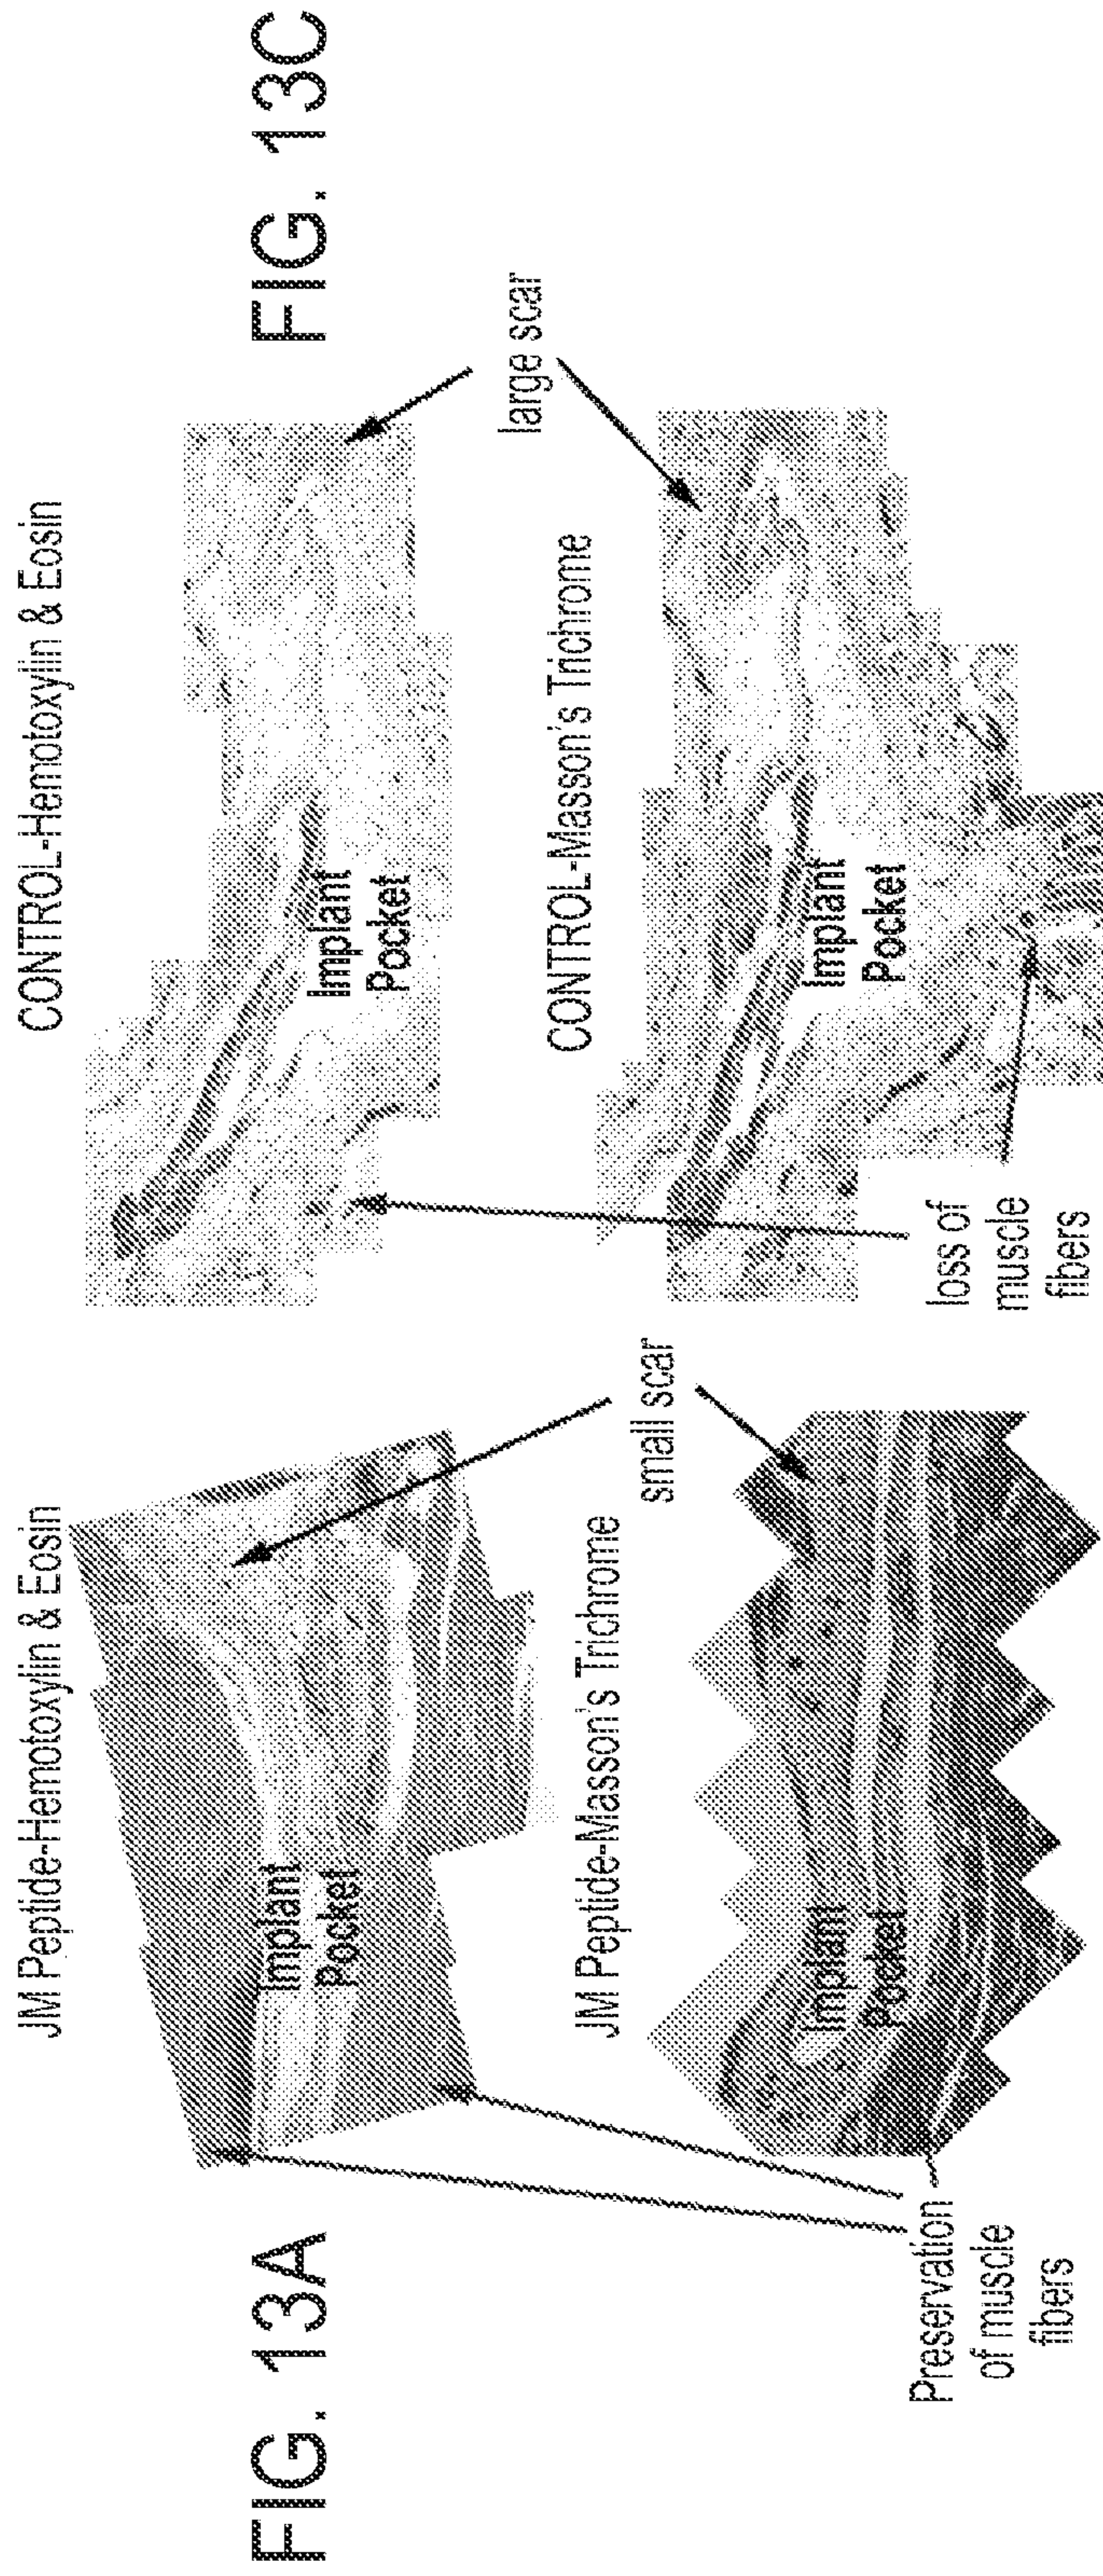 FIG. 13A
JM Peptide-Hemotoxylin & Eosin
Implant
Pocket
small scar
JM Peptide-Masson's Trichrome
Implant
Pocket
Preservation
of muscle
fibers
FIG. 13C
CONTROL-Hemotoxylin & Eosin
Implant
Pocket
large scar
CONTROL-Masson's Trichrome
Implant
Pocket
loss of
muscle
fibers